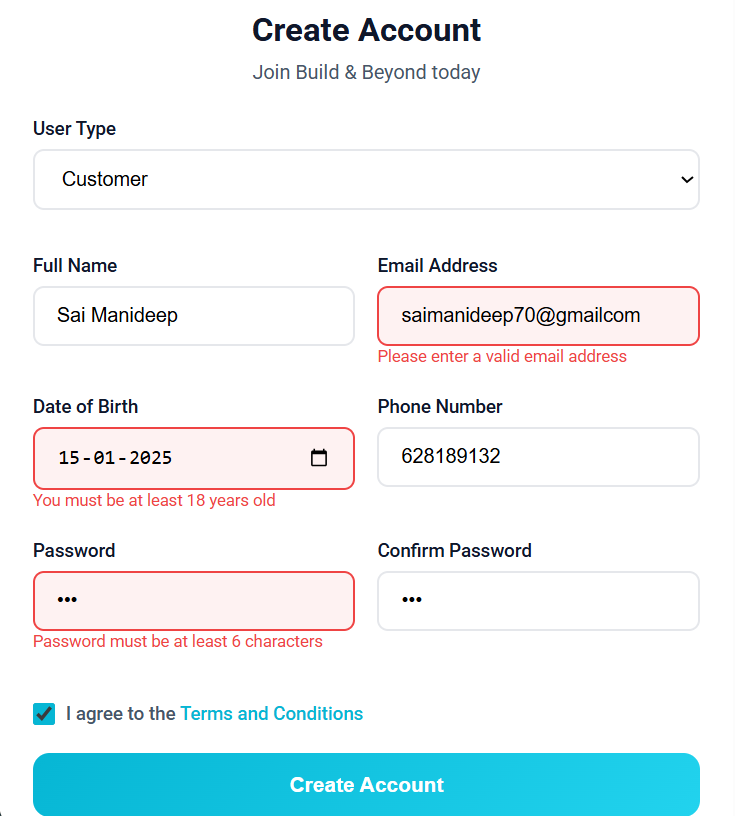 Create Account
Join Build & Beyond today
User Type
Customer
Full Name
Email Address
Sai Manideep
saimanideep70@gmailcom
Please enter a valid email address
Date of Birth
Phone Number
15-01-2025
628189132
You must be at least 18 years old
Password
Confirm Password
•••
•••
Password must be at least 6 characters
I agree to the Terms and Conditions
Create Account